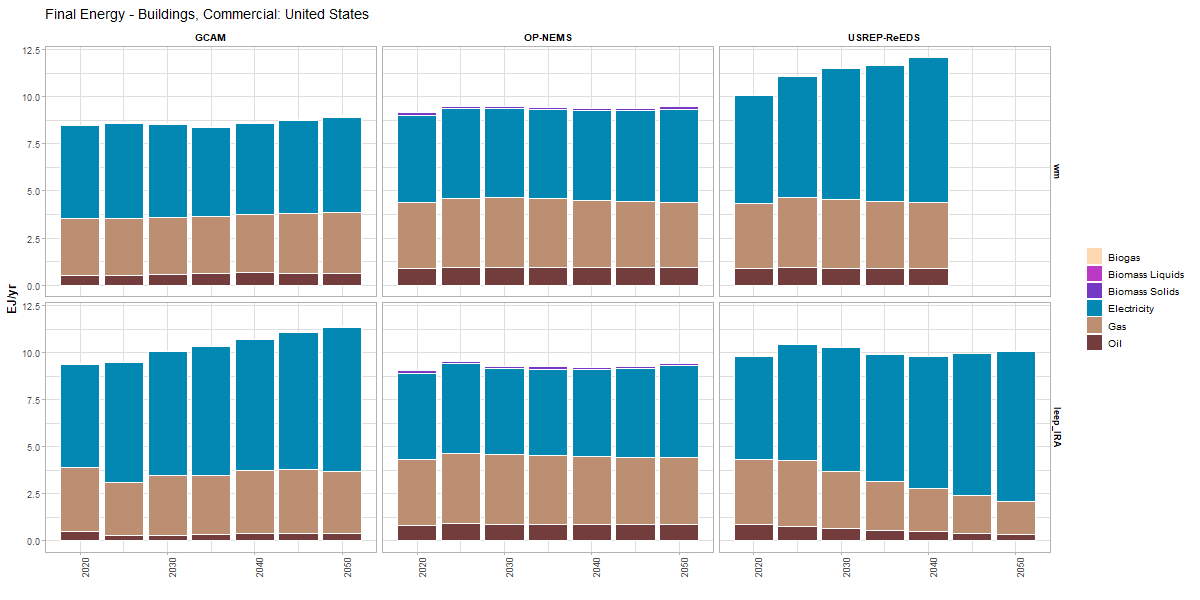 Final Energy - Buildings, Commercial: United States
GCAM
OP-NEMS
USREP-ReEDS
12.5
10.0
7.5
5.0
2.5
0.0
wm
12.5
10.0
7.5
5.0
2.5
0.0
leep_IRA
EJ/yr
2020
2030
2040
2050
2020
2030
2040
2050
2020
2030
2040
2050
Biogas
Biomass Liquids
Biomass Solids
Electricity
Gas
Oil